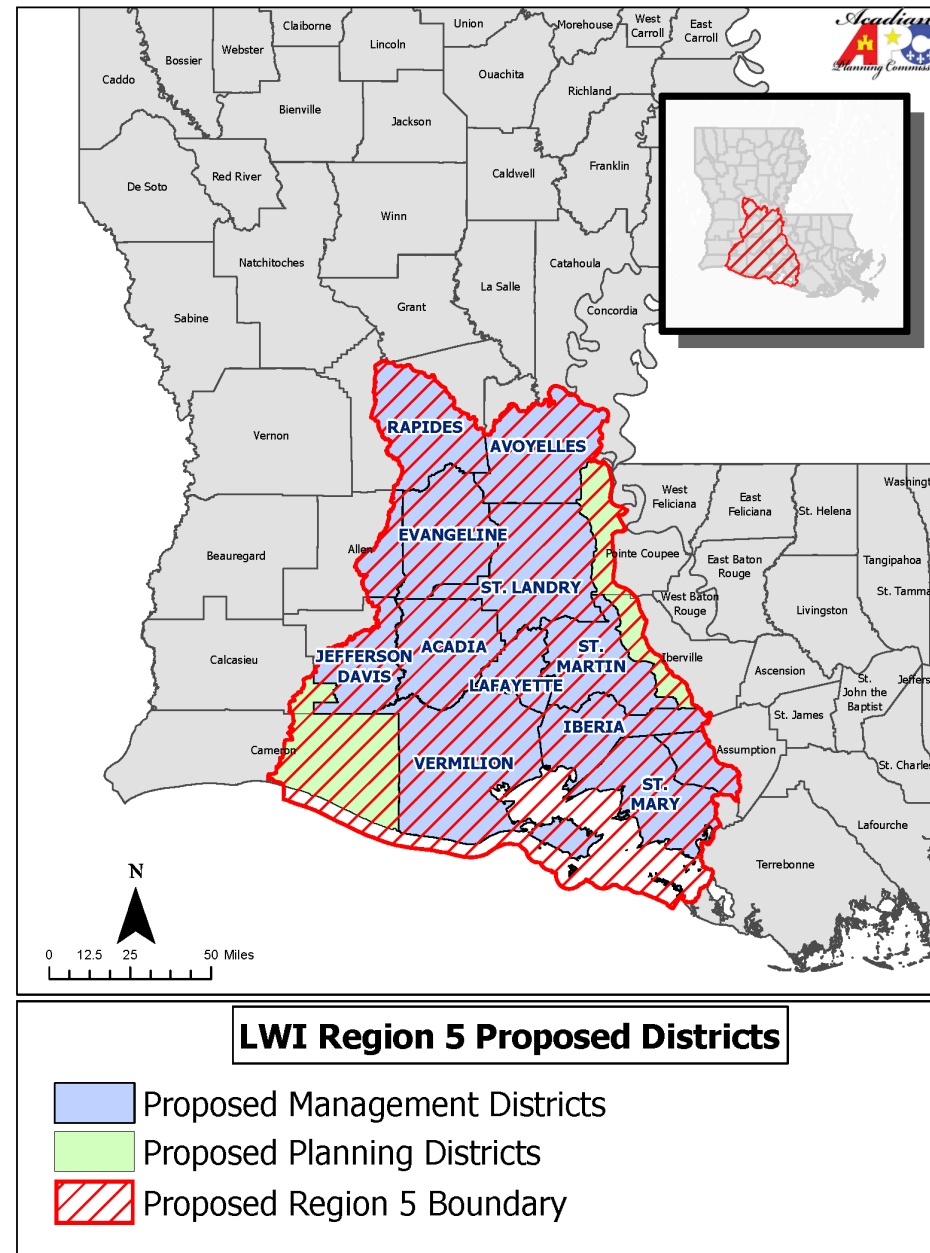 Acadian
APC
Planning Commiss
Claiborne
Union
Morehouse
West
Carroll
East
Carroll
Webster
Lincoln
Bossier
Caddo
Ouachita
Richland
Bienville
Jackson
Franklin
Red River
Caldwell
De Soto
Winn
Natchitoches
Catahoula
La Salle
Grant
Concordia
Sabine
RAPIDES
Vernon
AVOYELLES
Washingt
West
Feliciana
East
Feliciana
St. Helena
EVANGELINE
Allen
Beauregard
Pointe Coupee
East Baton
Rouge
Tangipahoa
ST. LANDRY
West Baton
Rouge
St. Tamma
Livingston
ACADIA
ST.
MARTIN
JEFFERSON
DAVIS
Calcasieu
Iberville
Ascension
LAFAYETTE
St.
John the
Baptist
Jeffers
St. James
IBERIA
Cameron
Assumption
VERMILION
St. Charles
ST.
MARY
Lafourche
Terrebonne
N
0 12.5 25 50 Miles
LWI Region 5 Proposed Districts
Proposed Management Districts
Proposed Planning Districts
Proposed Region 5 Boundary